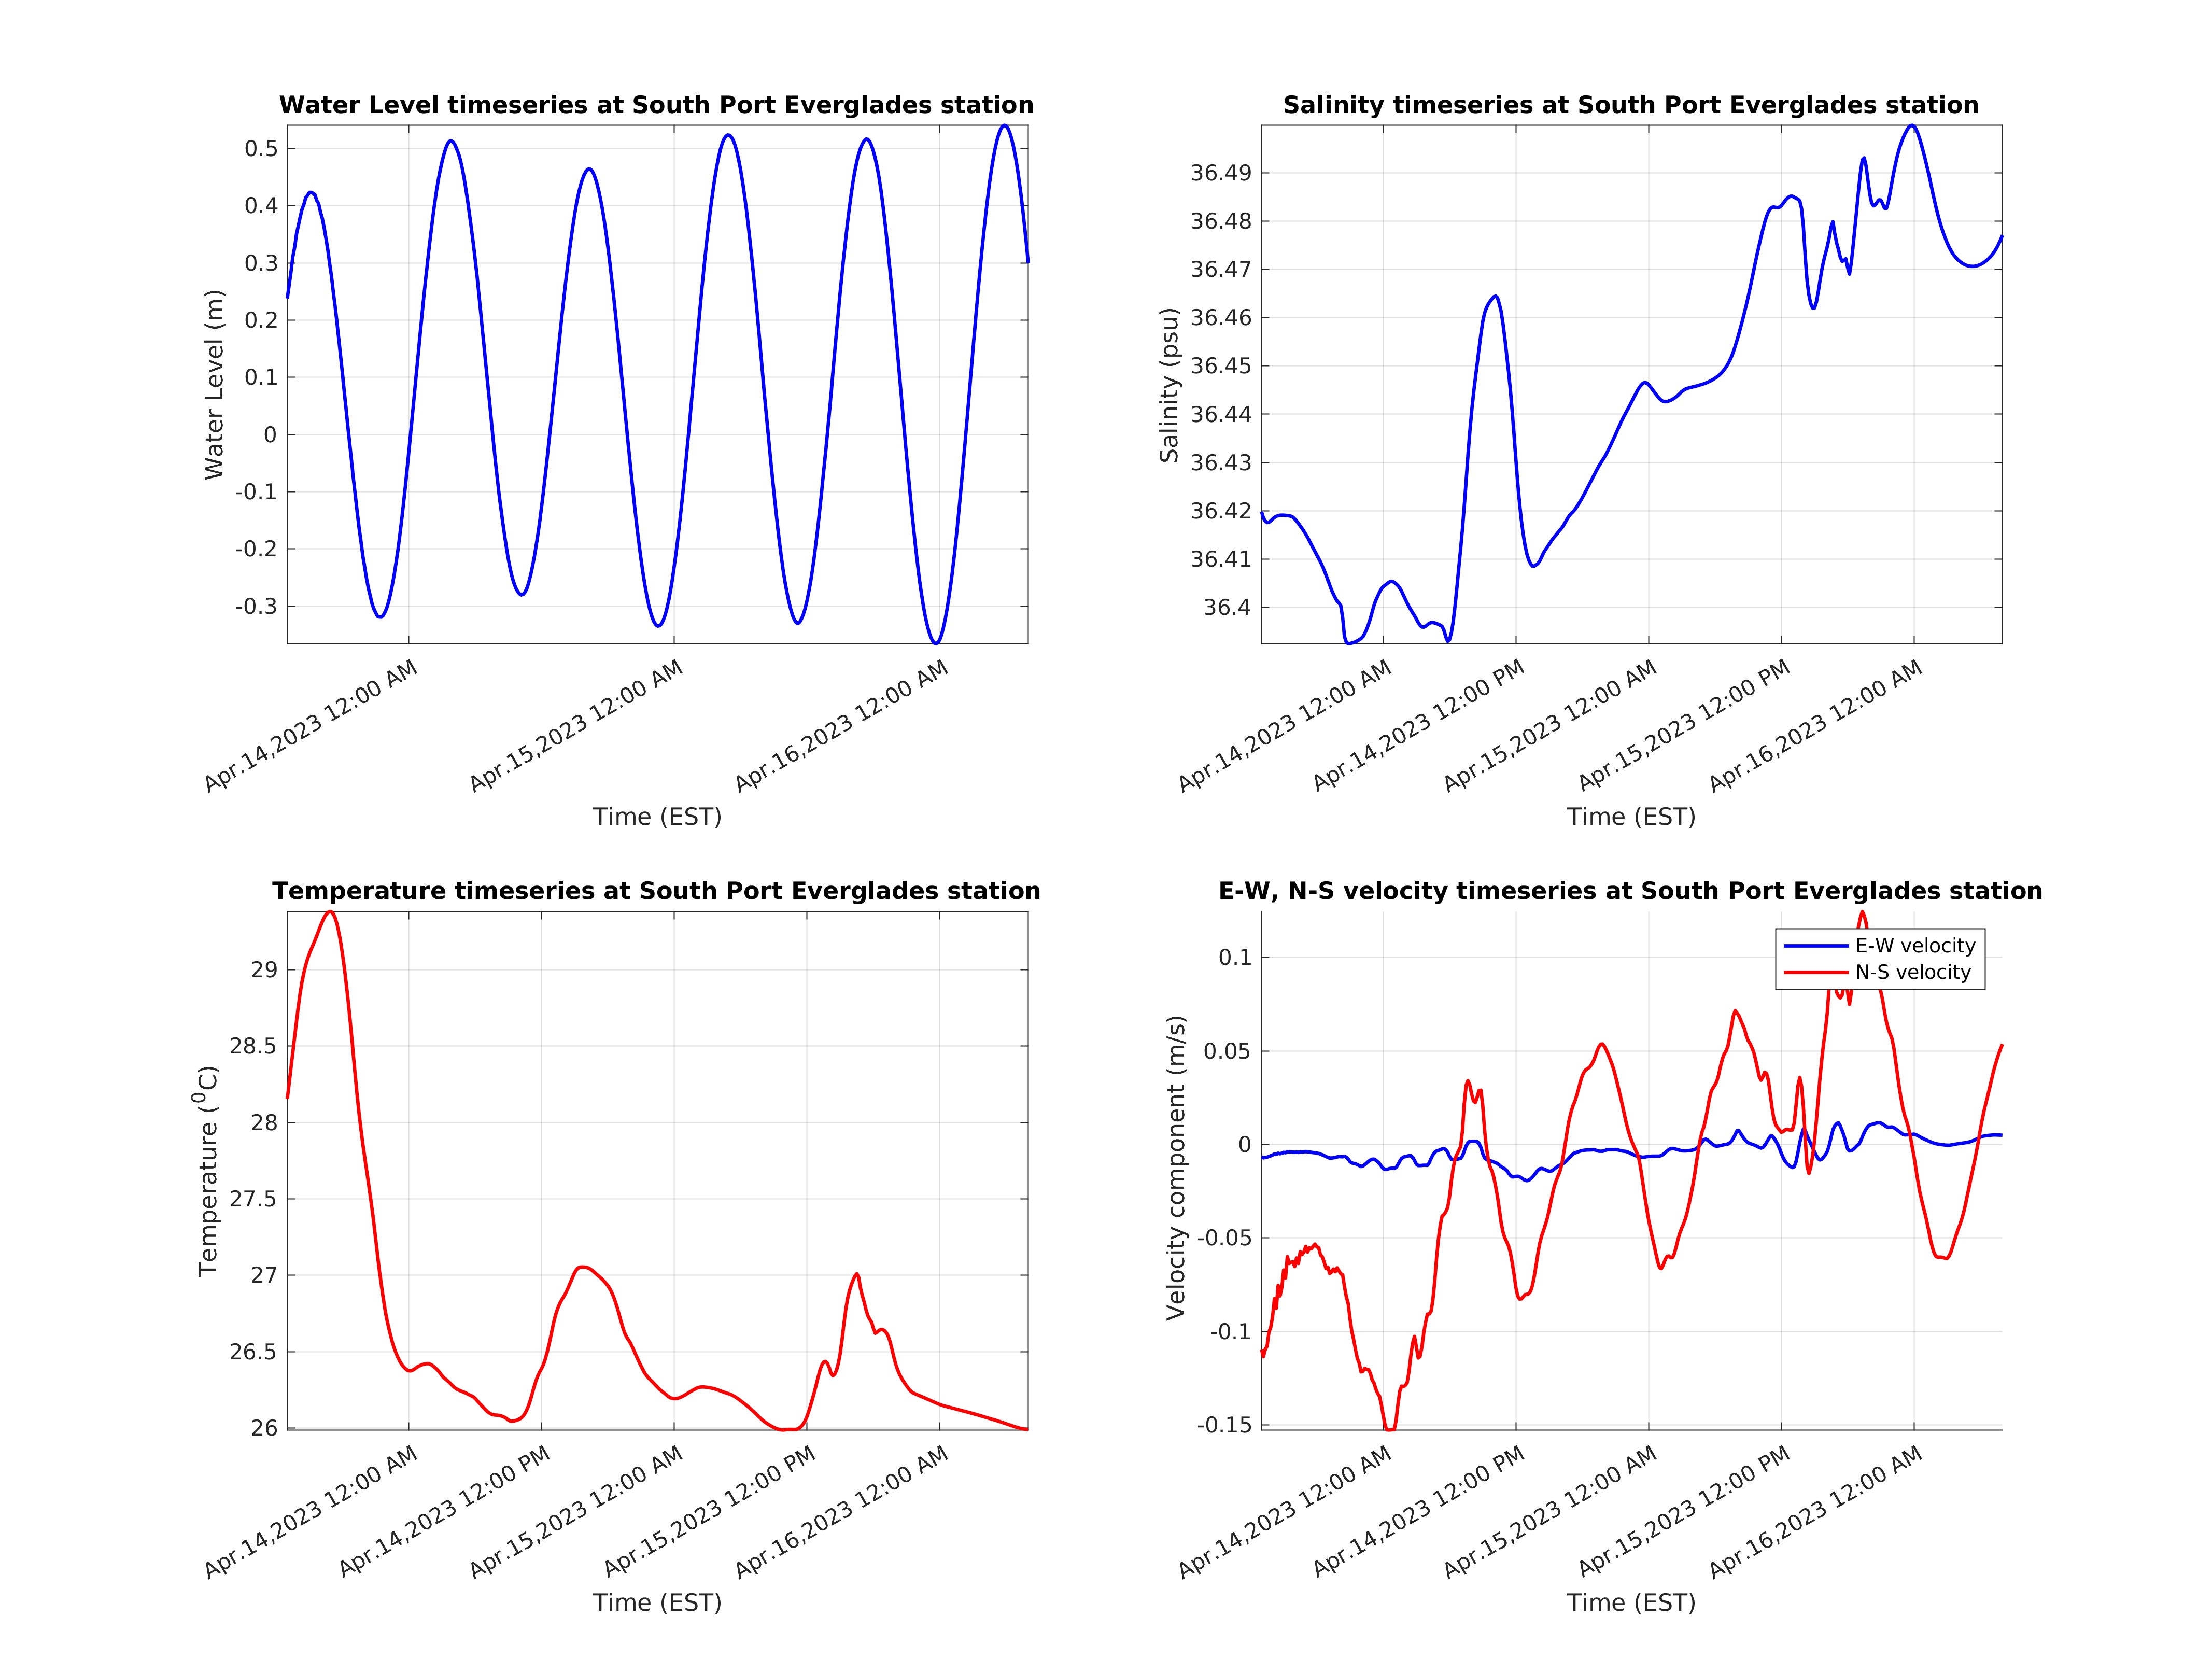 Water Level timeseries at South Port Everglades station
0.5
0.4
0.3
0.2
0.1
0
-0.1
-0.2
-0.3
Water Level (m)
Apr.14,2023 12:00 AM
Apr.15,2023 12:00 AM
Apr.16,2023 12:00 AM
Time (EST)
Salinity timeseries at South Port Everglades station
36.49
36.48
36.47
36.46
36.45
36.44
36.43
36.42
36.41
36.4
Salinity (psu)
Apr.14,2023 12:00 AM
Apr.14,2023 12:00 PM
Apr.15,2023 12:00 AM
Apr.15,2023 12:00 PM
Apr.16,2023 12:00 AM
Time (EST)
Temperature timeseries at South Port Everglades station
29
28.5
28
27.5
27
26.5
26
Temperature (⁰C)
Apr.14,2023 12:00 AM
Apr.14,2023 12:00 PM
Apr.15,2023 12:00 AM
Apr.15,2023 12:00 PM
Apr.16,2023 12:00 AM
Time (EST)
E-W, N-S velocity timeseries at South Port Everglades station
E-W velocity
N-S velocity
0.1
0.05
0
-0.05
-0.1
-0.15
Velocity component (m/s)
Apr.14,2023 12:00 AM
Apr.14,2023 12:00 PM
Apr.15,2023 12:00 AM
Apr.15,2023 12:00 PM
Apr.16,2023 12:00 AM
Time (EST)